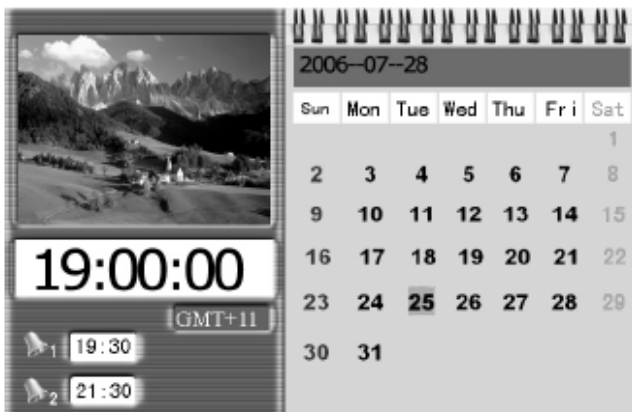 19:00:00
GMT+11
1 19:30
2 21:30
2006--07--28
Sun Mon Tue Wed Thu Fri Sat
1
2 3 4 5 6 7 8
9 10 11 12 13 14 15
16 17 18 19 20 21 22
23 24 25 26 27 28 29
30 31